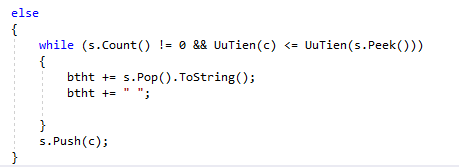 else
{
while (s.Count() != 0 && UuTien(c) <= UuTien(s.Peek()))
{
btht += s.Pop().ToString();
btht += " ";
}
s.Push(c);
}